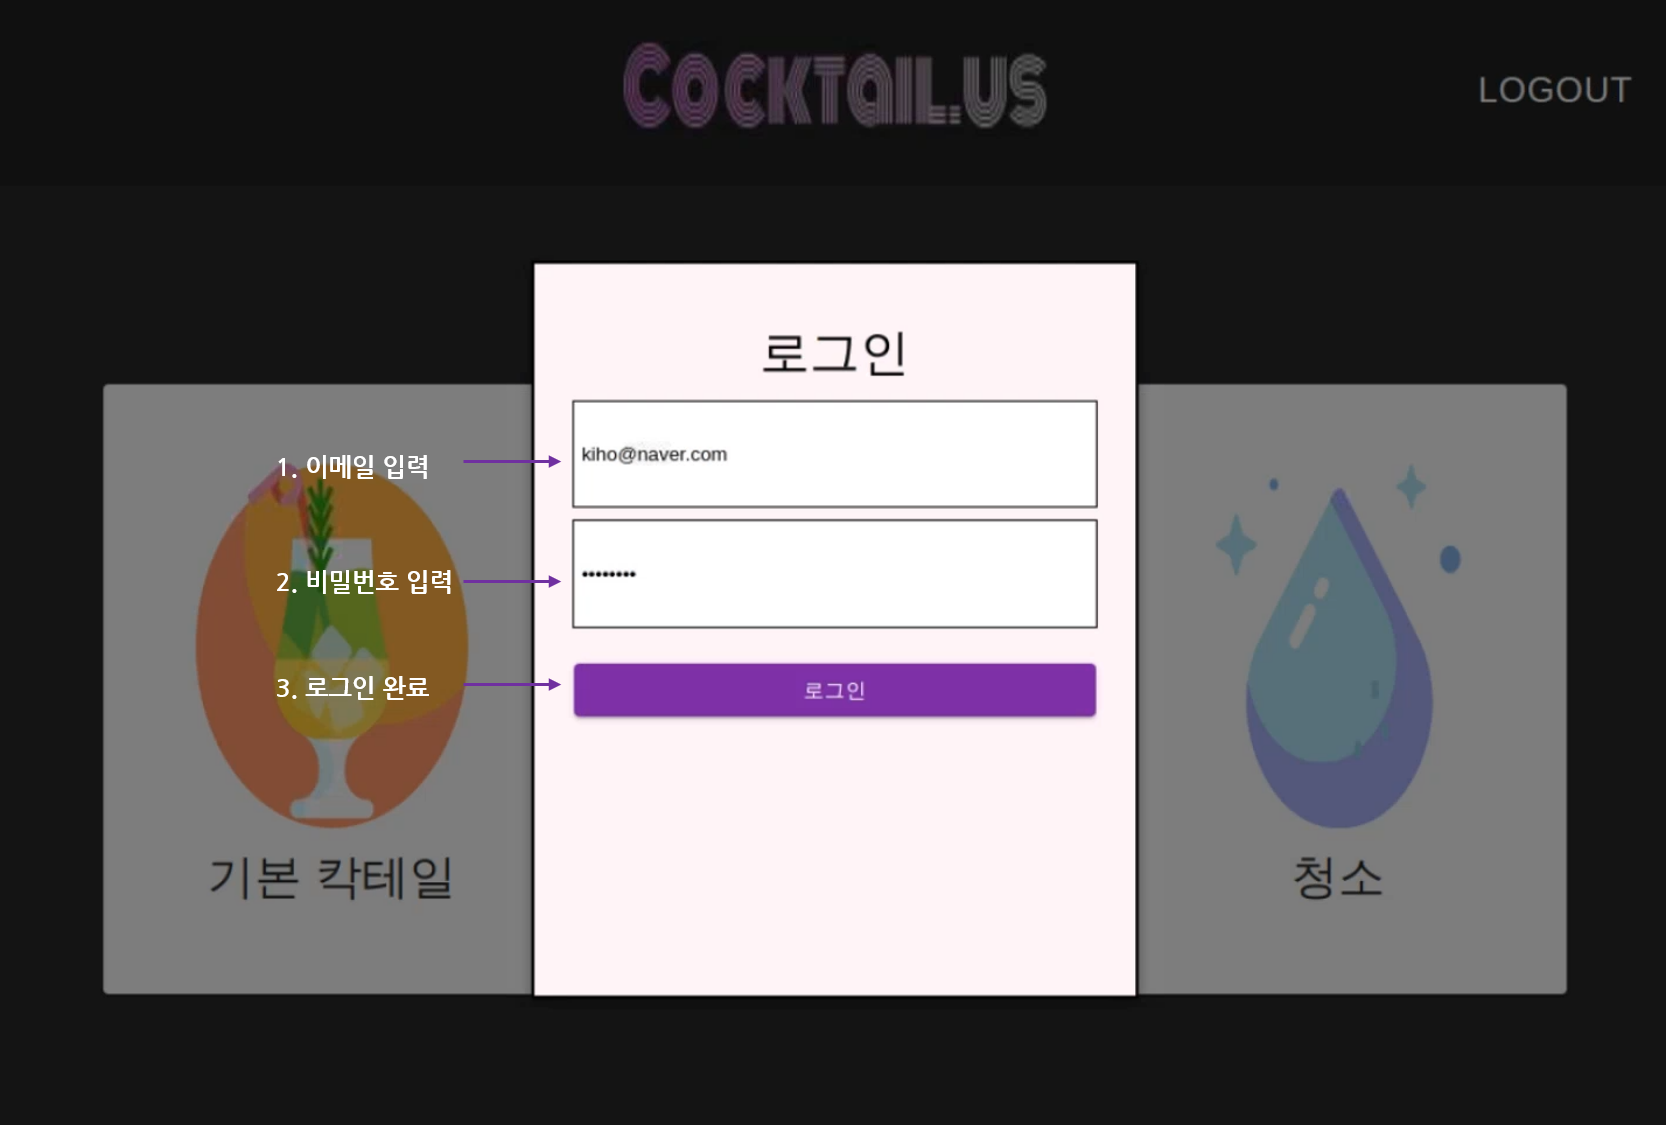 COCKTAIL.US
LOGOUT
로그인
1. 이메일 입력
kiho@naver.com
2. 비밀번호 입력
••••••••
3. 로그인 완료
로그인
기본 칵테일
청소